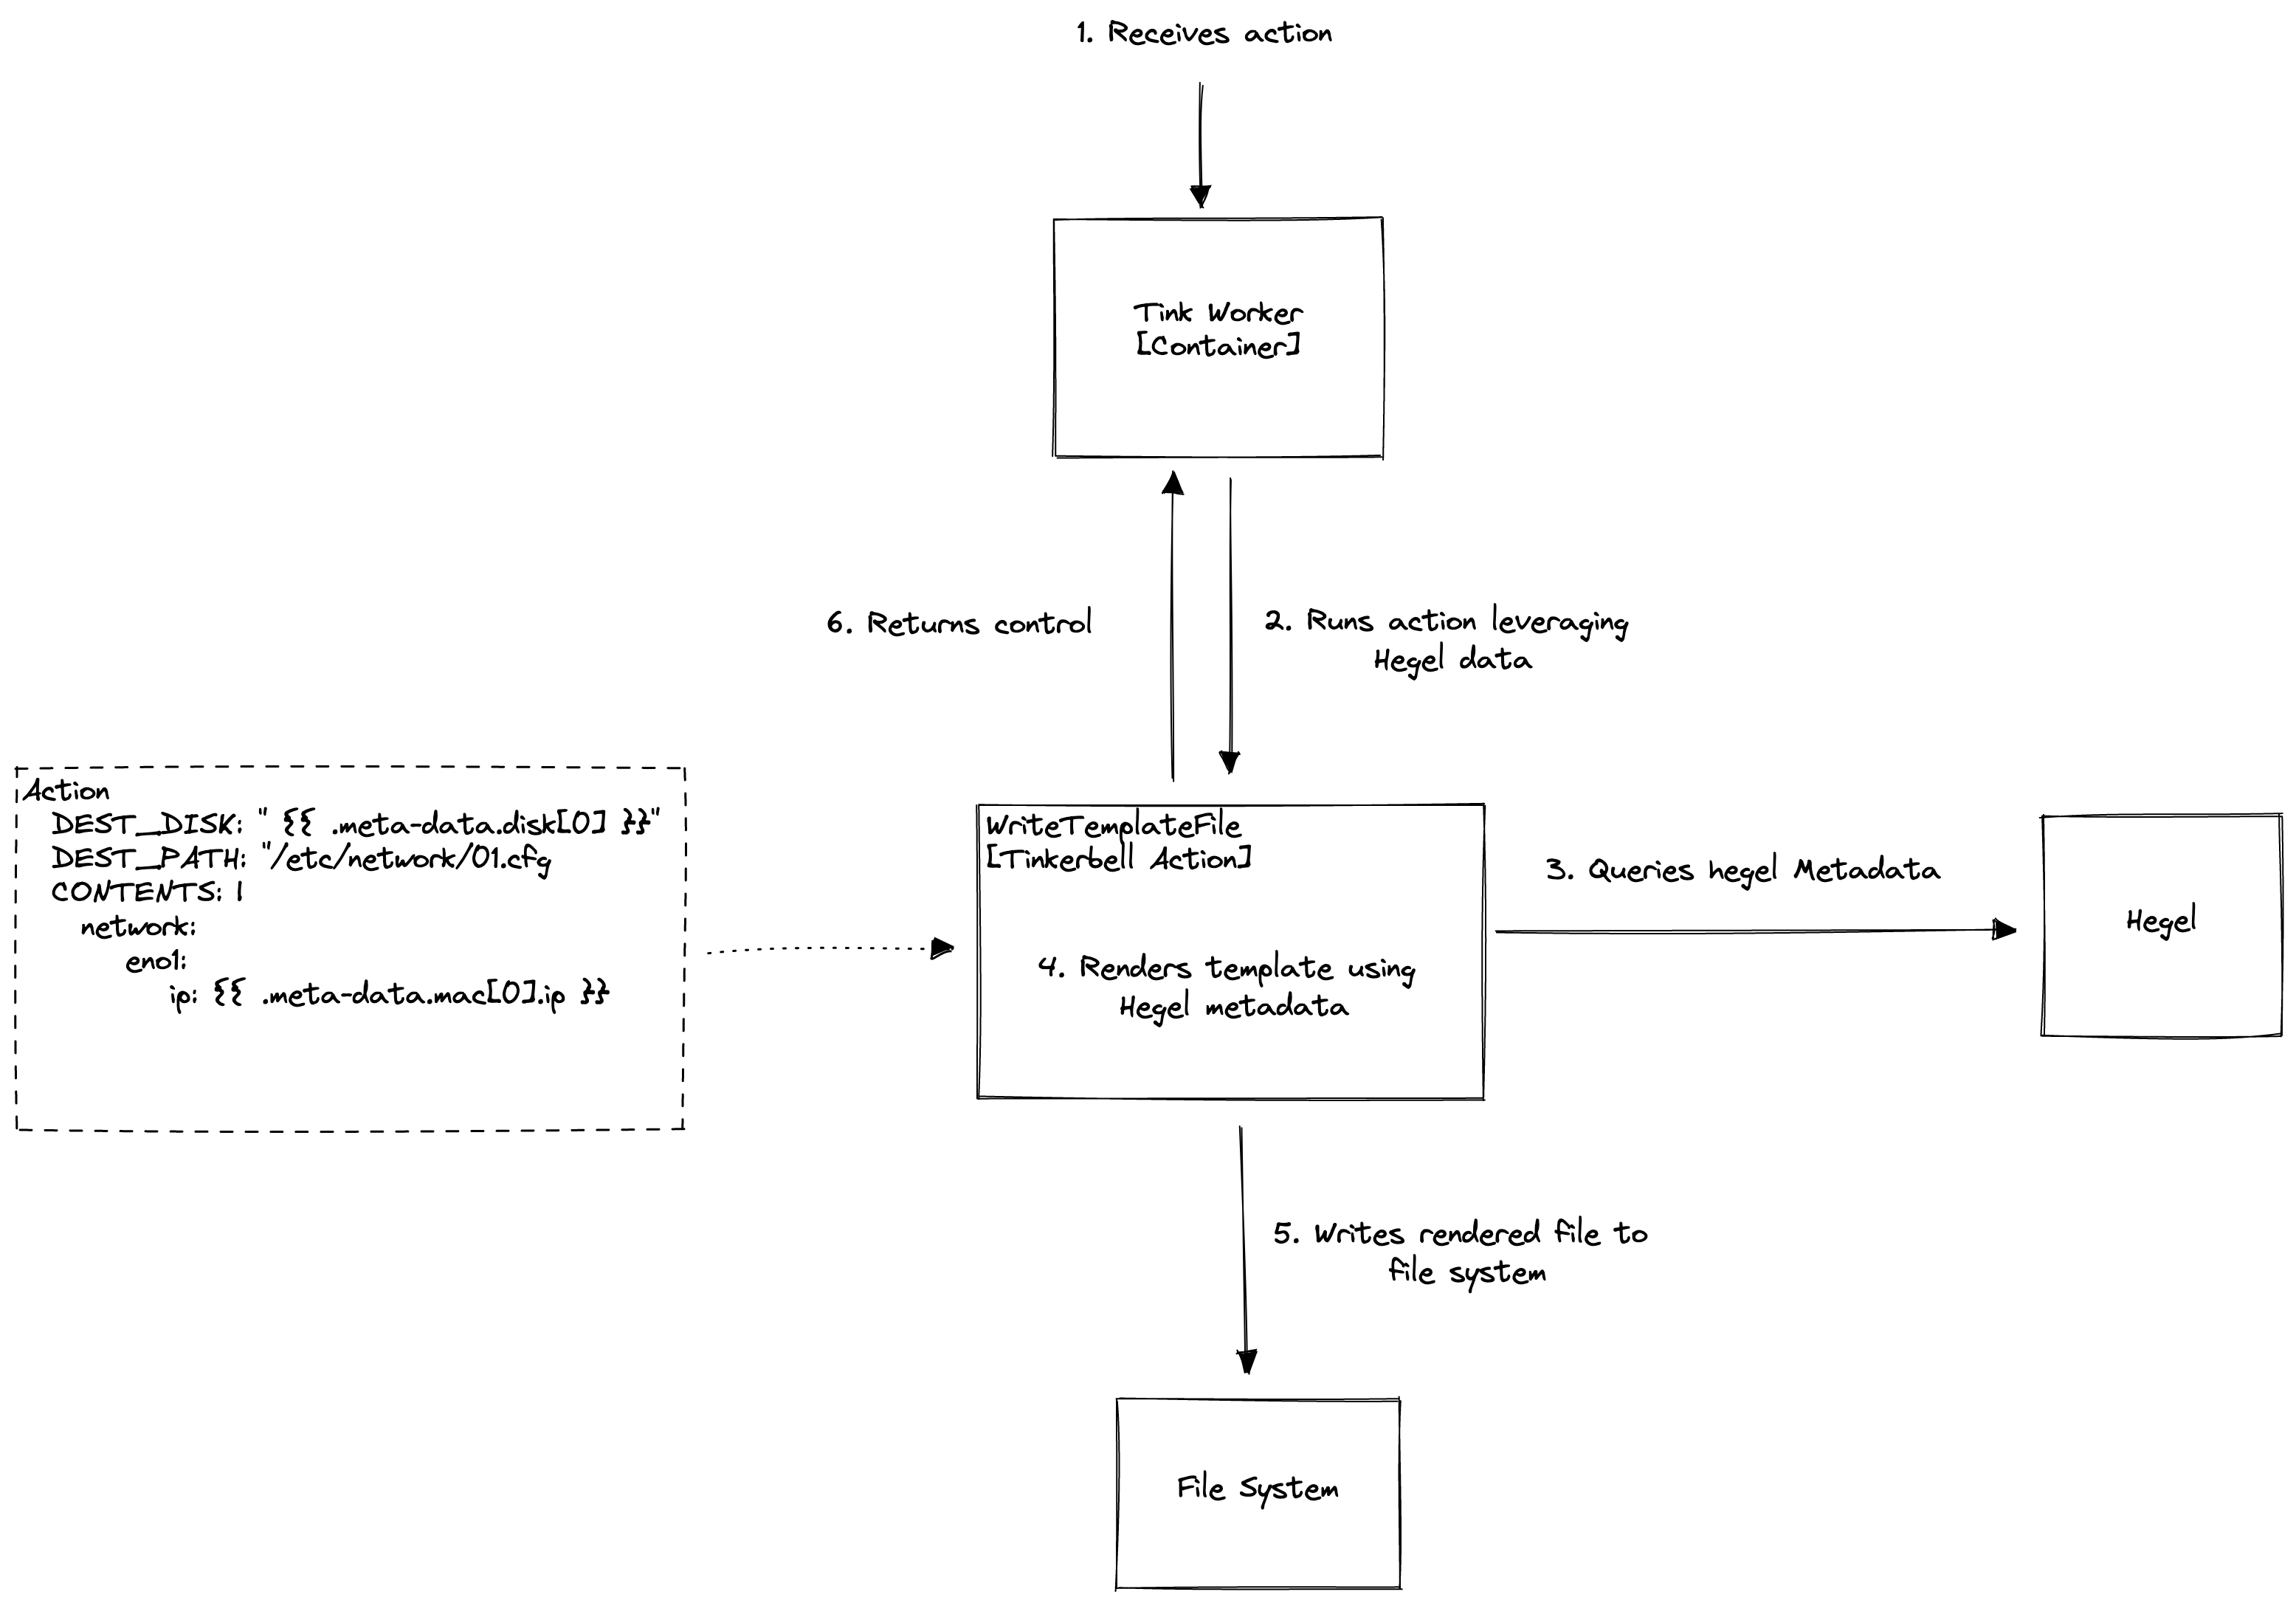 1. Receives action
Tink Worker
[Container]
6. Returns control
2. Runs action leveraging
Hegel data
Action
DEST_DISK: " {{ .meta-data.disk[0] }}"
DEST_PATH: "/etc/network/01.cfg
CONTENTS: |
network:
eno1:
ip: {{ .meta-data.mac[0].ip }}
WriteTemplateFile
[Tinkerbell Action]
4. Renders template using
Hegel metadata
3. Queries hegel Metadata
Hegel
5. Writes rendered file to
file system
File System